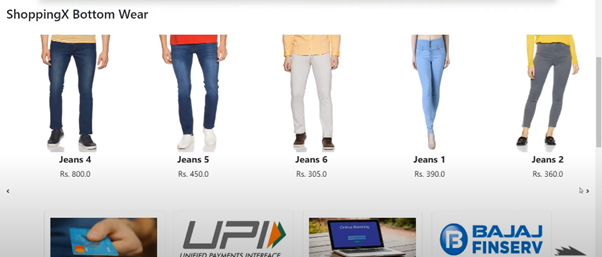 ShoppingX Bottom Wear
Jeans 4 Jeans 5 Jeans 6 Jeans 1 Jeans 2
Rs. 800.0 Rs. 450.0 Rs. 305.0 Rs. 390.0 Rs. 360.0
‹ ›
UPI
UNIFIED PAYMENTS INTERFACE
Online Banking
B BAJAJ
FINSERV